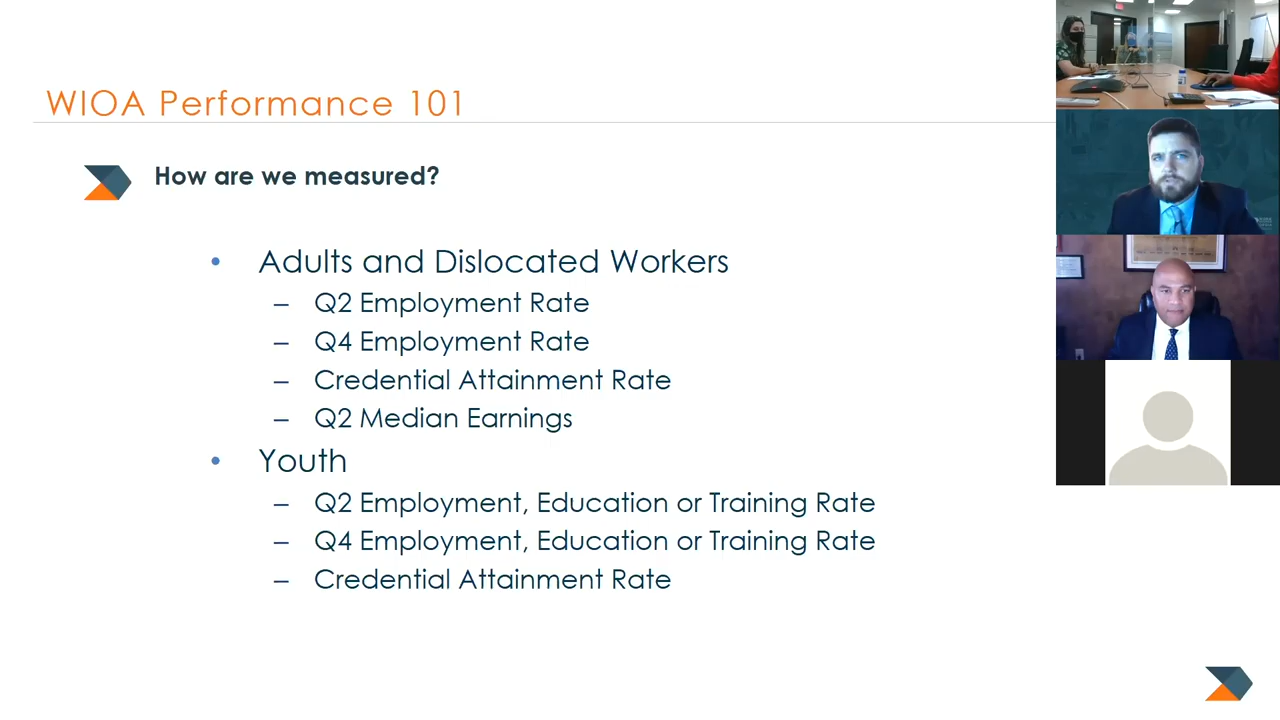 WIOA Performance 101
How are we measured?
• Adults and Dislocated Workers
– Q2 Employment Rate
– Q4 Employment Rate
– Credential Attainment Rate
– Q2 Median Earnings
• Youth
– Q2 Employment, Education or Training Rate
– Q4 Employment, Education or Training Rate
– Credential Attainment Rate